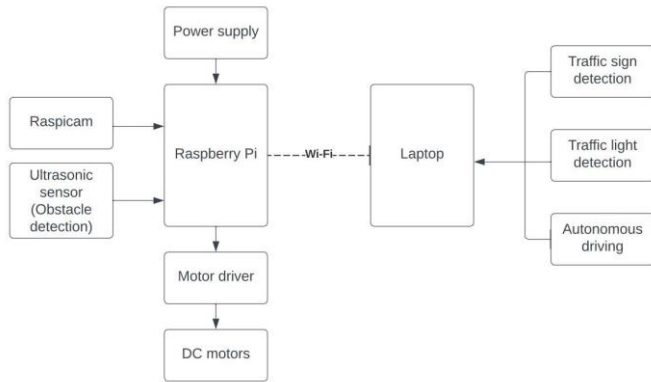 Power supply
Raspicam
Ultrasonic
sensor
(Obstacle
detection)
Raspberry Pi
Wi-Fi
Laptop
Traffic sign
detection
Traffic light
detection
Autonomous
driving
Motor driver
DC motors